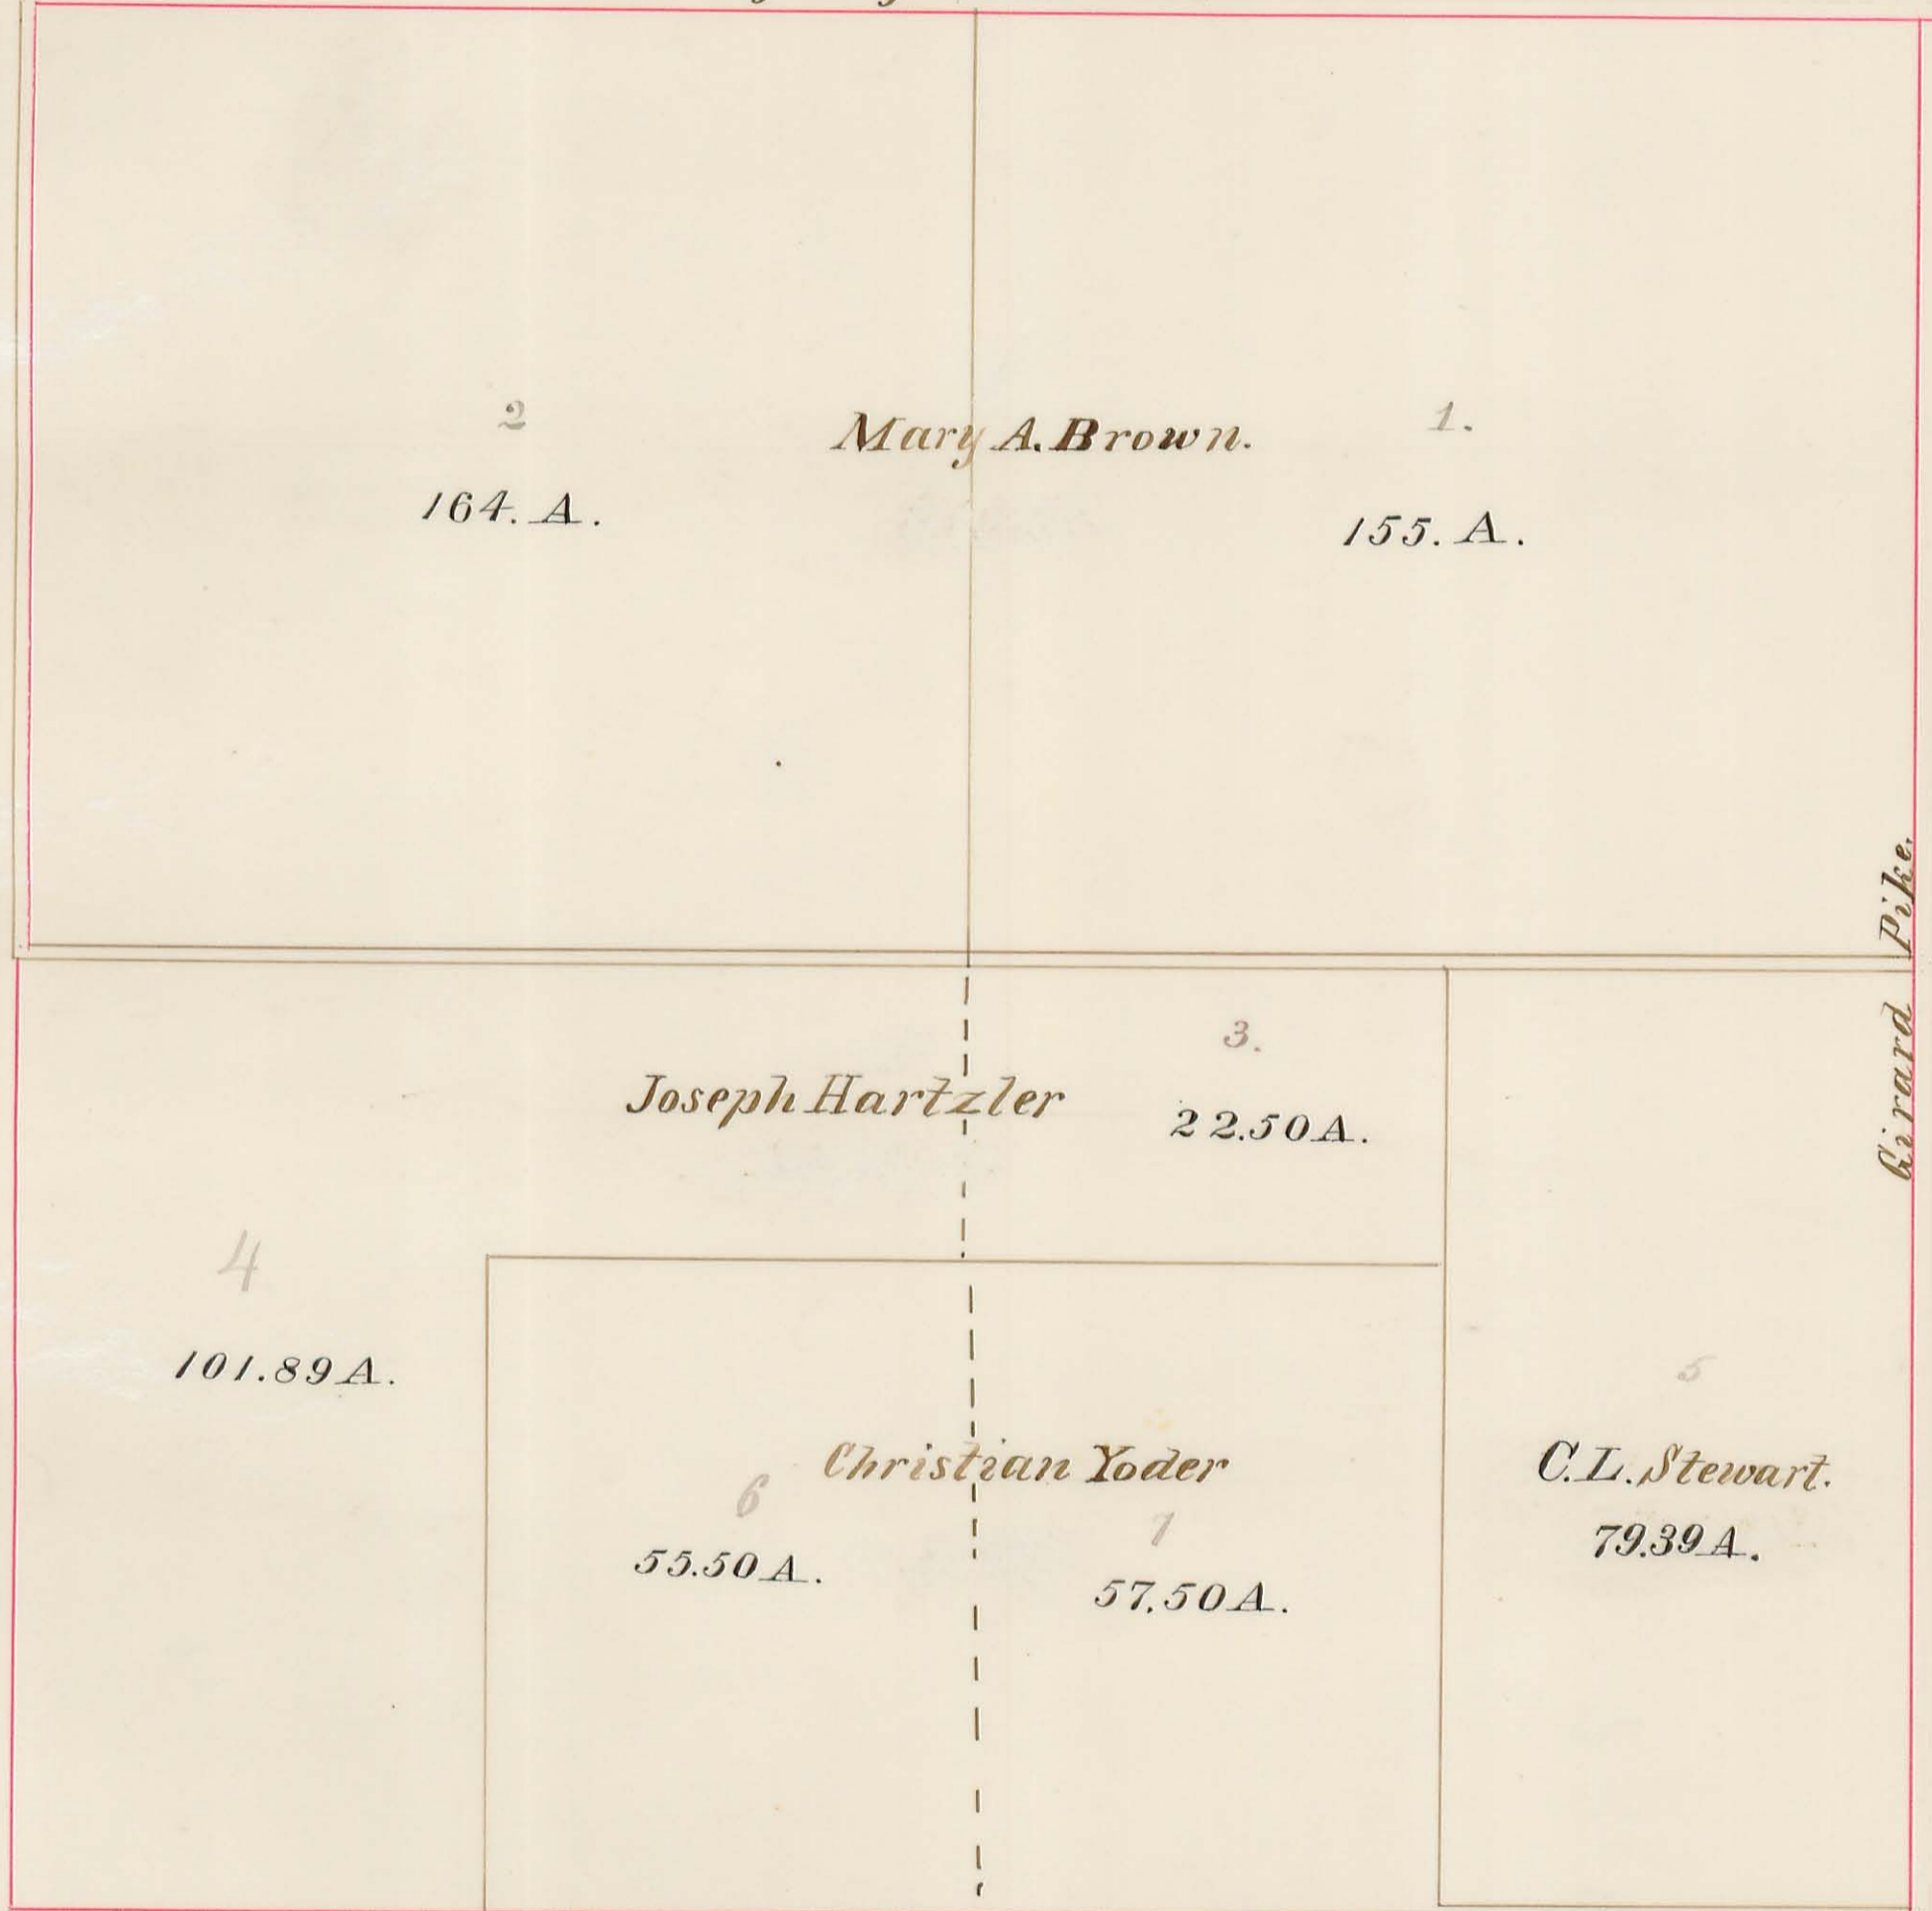 2
Mary A. Brown.
1.
164. A.
155. A.
Girard Pike.
3.
Joseph Hartzler
22.50 A.
4
101.89 A.
5
Christian Yoder
C. L. Stewart.
6
7
55.50 A.
57.50 A.
79.39 A.